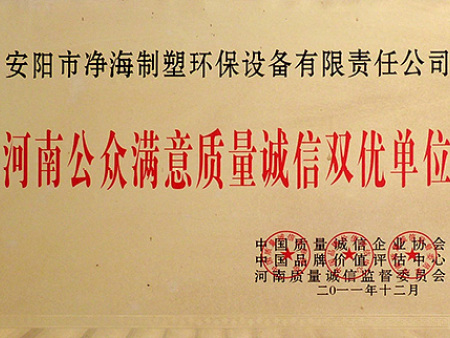 安阳市净海制塑环保设备有限责任公司
河南公众满意质量诚信双优单位
中国质量诚信企业协会
中国品牌价值评估中心
河南质量诚信监督委员会
二〇一一年十二月